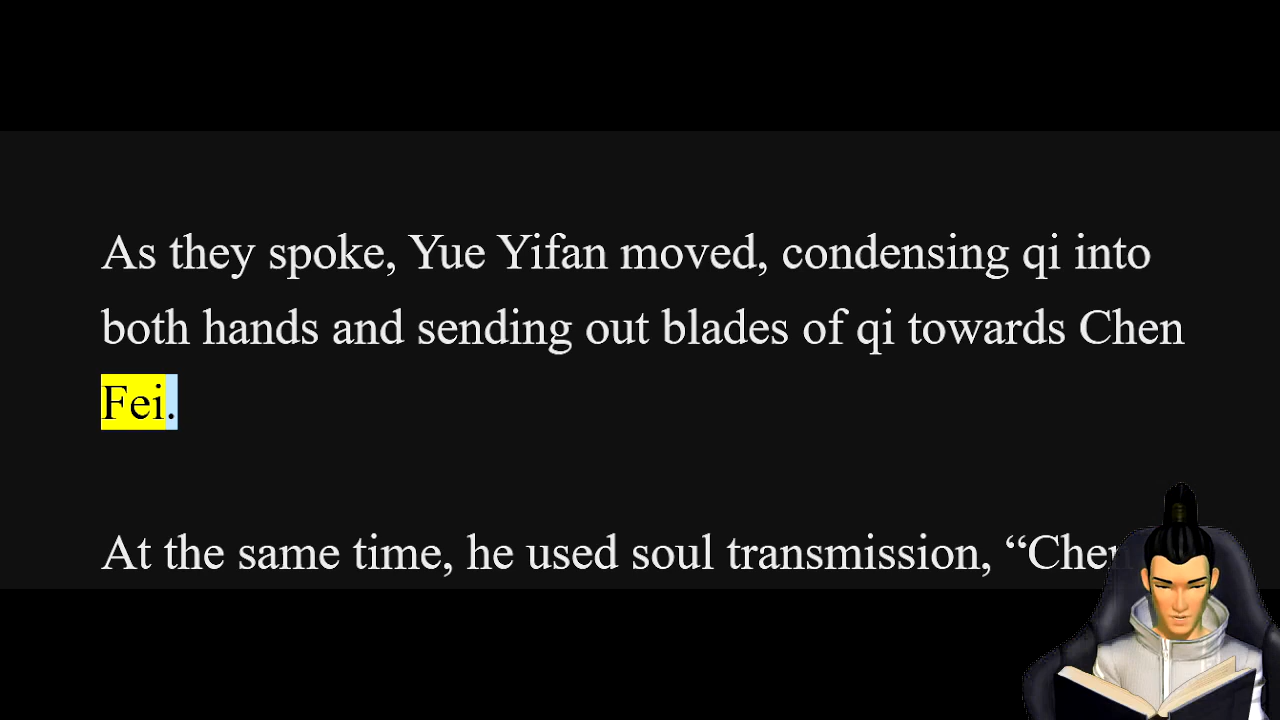 As they spoke, Yue Yifan moved, condensing qi into
both hands and sending out blades of qi towards Chen
Fei.
At the same time, he used soul transmission, “Chen